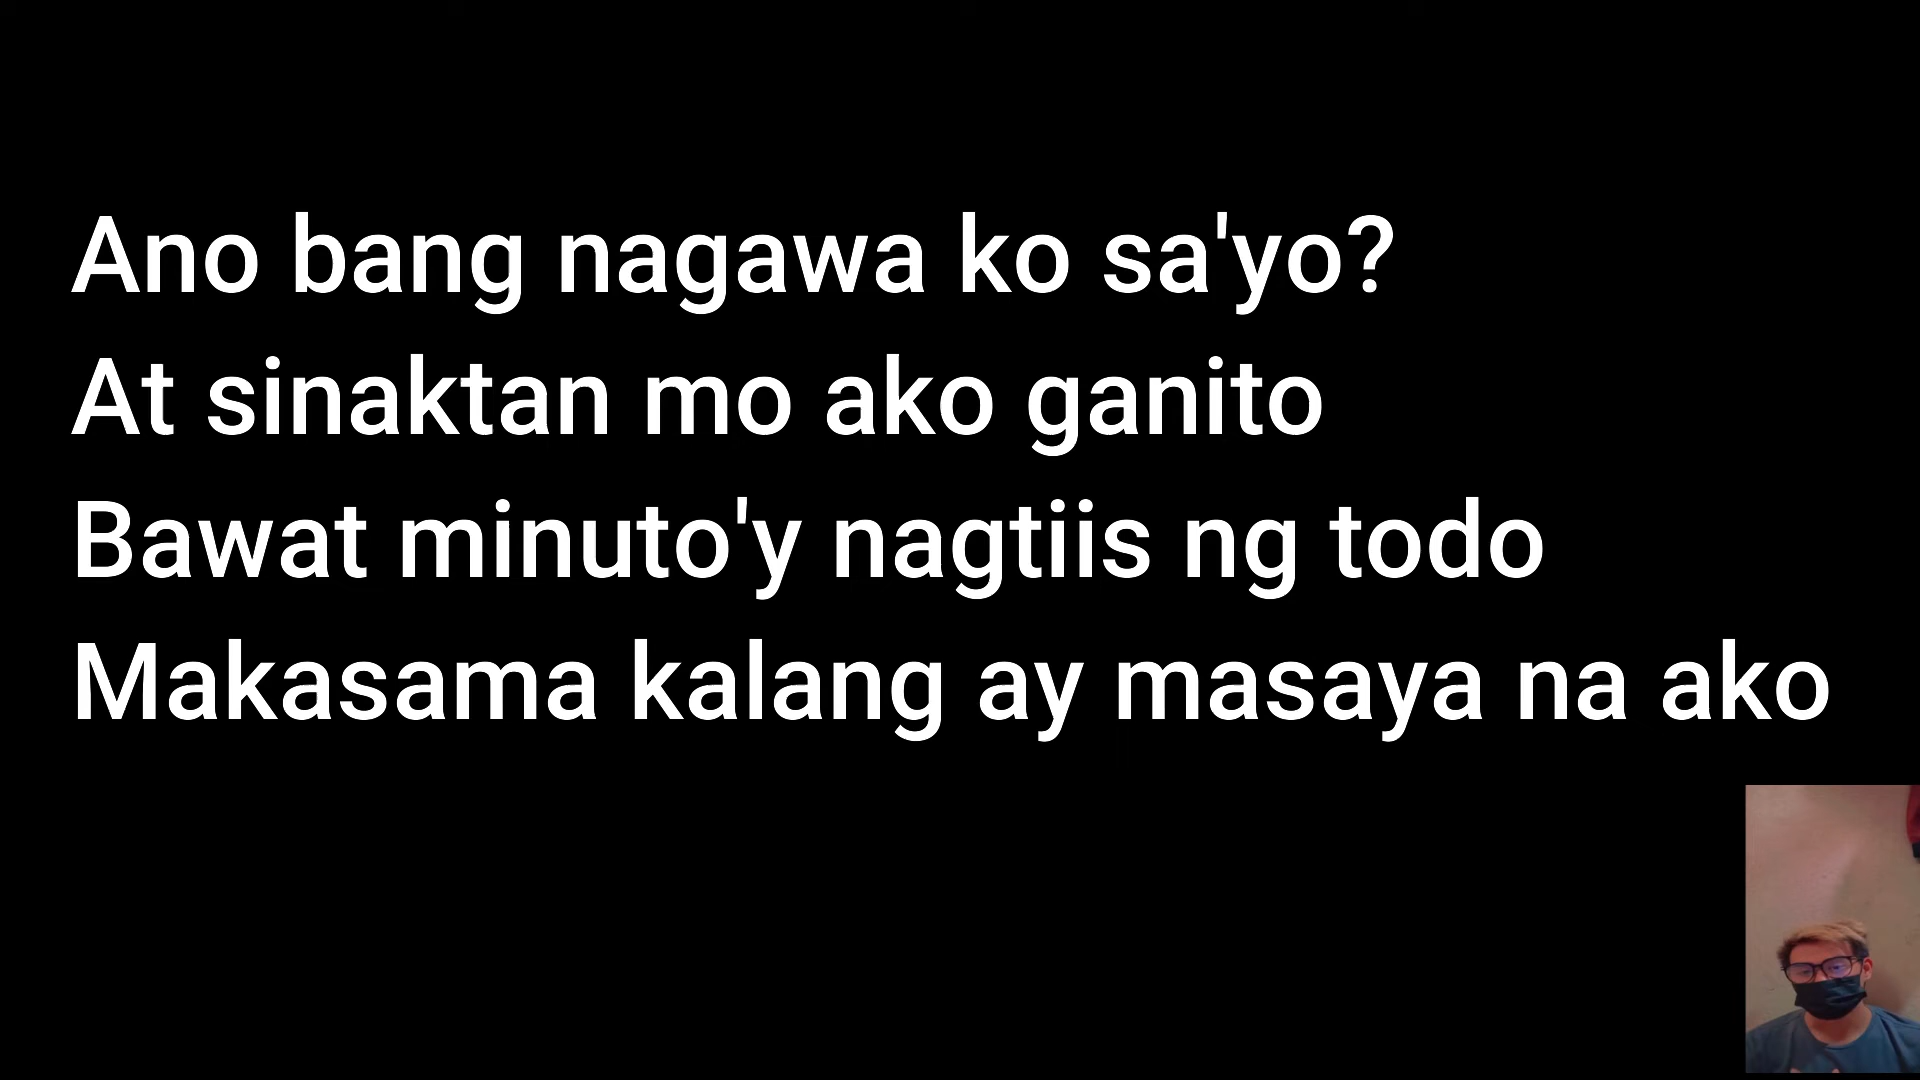 Ano bang nagawa ko sa'yo?
At sinaktan mo ako ganito
Bawat minuto'y nagtiis ng todo
Makasama kalang ay masaya na ako